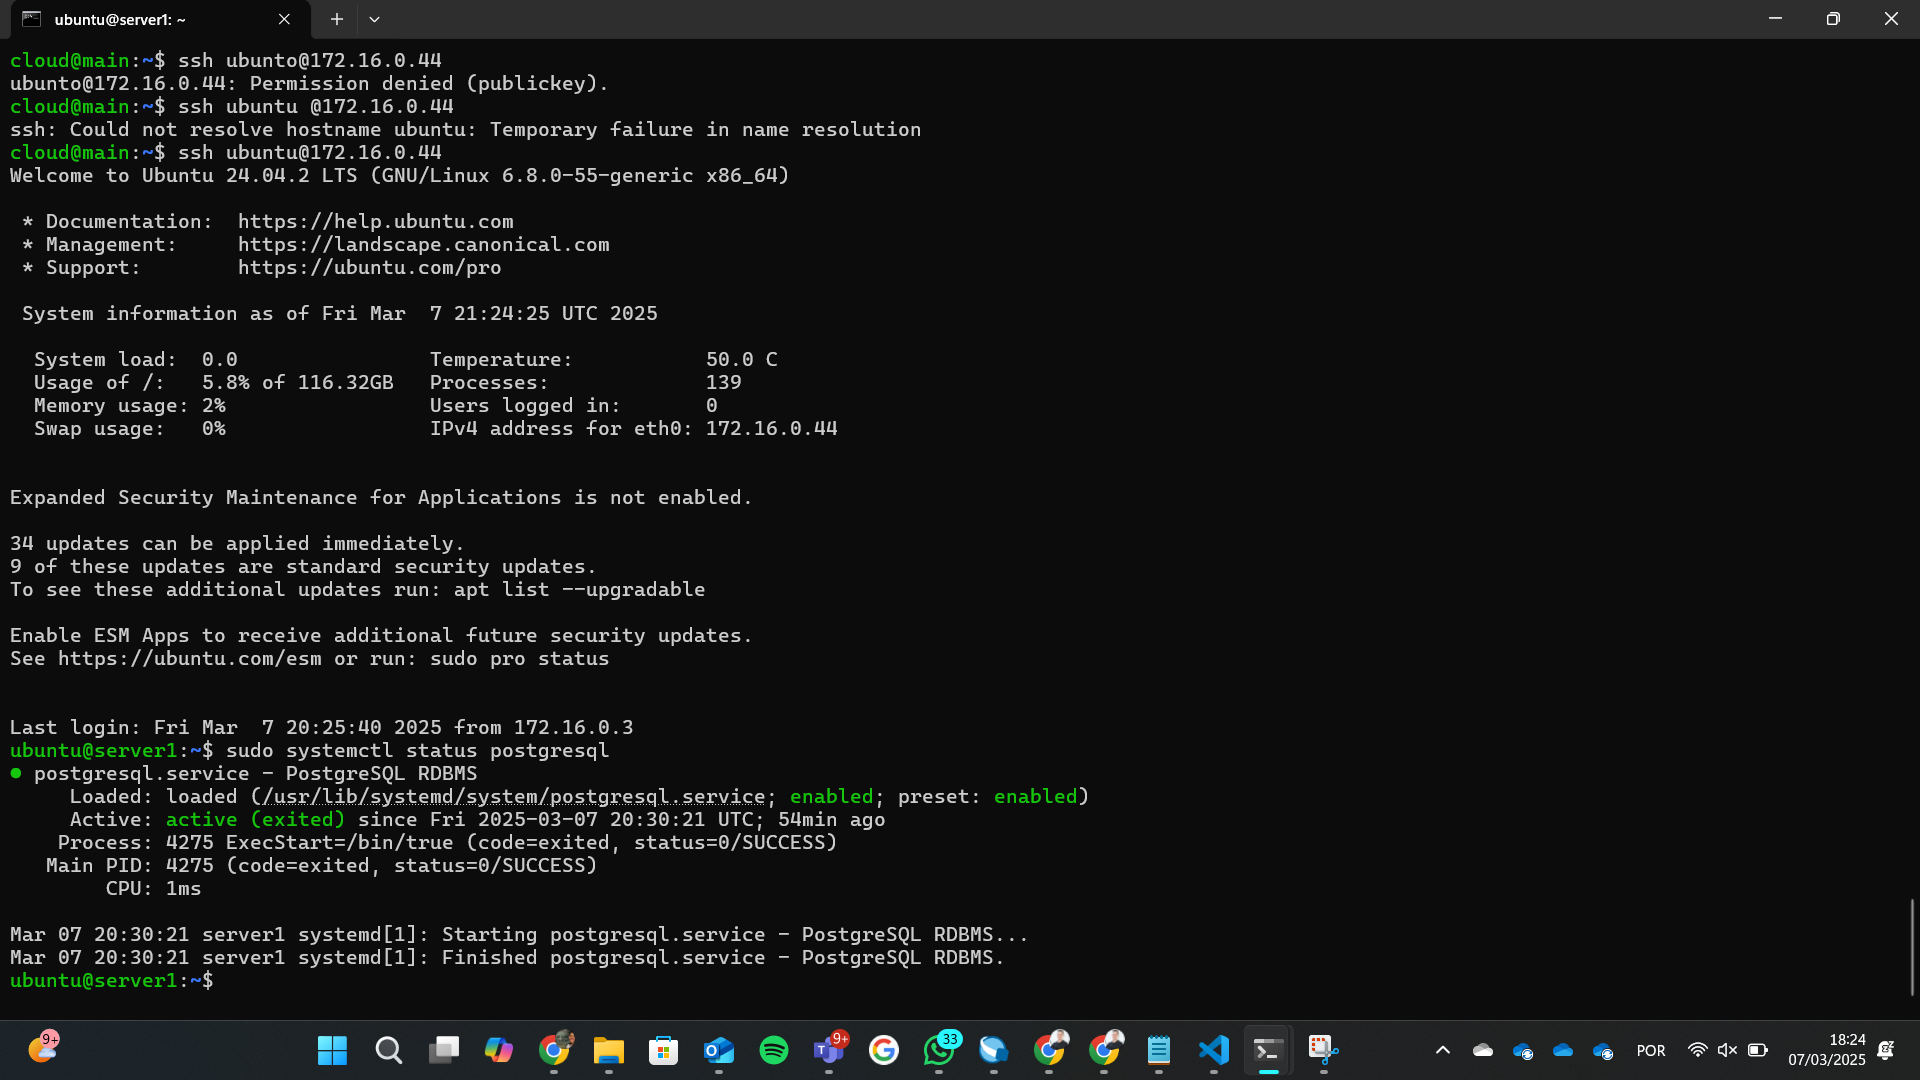 ubuntu@server1: ~
cloud@main:~$ ssh ubunto@172.16.0.44
ubunto@172.16.0.44: Permission denied (publickey).
cloud@main:~$ ssh ubuntu @172.16.0.44
ssh: Could not resolve hostname ubuntu: Temporary failure in name resolution
cloud@main:~$ ssh ubuntu@172.16.0.44
Welcome to Ubuntu 24.04.2 LTS (GNU/Linux 6.8.0-55-generic x86_64)
* Documentation:  https://help.ubuntu.com
* Management:     https://landscape.canonical.com
* Support:        https://ubuntu.com/pro
System information as of Fri Mar  7 21:24:25 UTC 2025
System load:  0.0                Temperature:           50.0 C
Usage of /:   5.8% of 116.32GB   Processes:             139
Memory usage: 2%                 Users logged in:       0
Swap usage:   0%                 IPv4 address for eth0: 172.16.0.44
Expanded Security Maintenance for Applications is not enabled.
34 updates can be applied immediately.
9 of these updates are standard security updates.
To see these additional updates run: apt list --upgradable
Enable ESM Apps to receive additional future security updates.
See https://ubuntu.com/esm or run: sudo pro status
Last login: Fri Mar  7 20:25:40 2025 from 172.16.0.3
ubuntu@server1:~$ sudo systemctl status postgresql
● postgresql.service - PostgreSQL RDBMS
Loaded: loaded (/usr/lib/systemd/system/postgresql.service; enabled; preset: enabled)
Active: active (exited) since Fri 2025-03-07 20:30:21 UTC; 54min ago
Process: 4275 ExecStart=/bin/true (code=exited, status=0/SUCCESS)
Main PID: 4275 (code=exited, status=0/SUCCESS)
CPU: 1ms
Mar 07 20:30:21 server1 systemd[1]: Starting postgresql.service - PostgreSQL RDBMS...
Mar 07 20:30:21 server1 systemd[1]: Finished postgresql.service - PostgreSQL RDBMS.
ubuntu@server1:~$
9+
9+
33
POR
18:24
07/03/2025